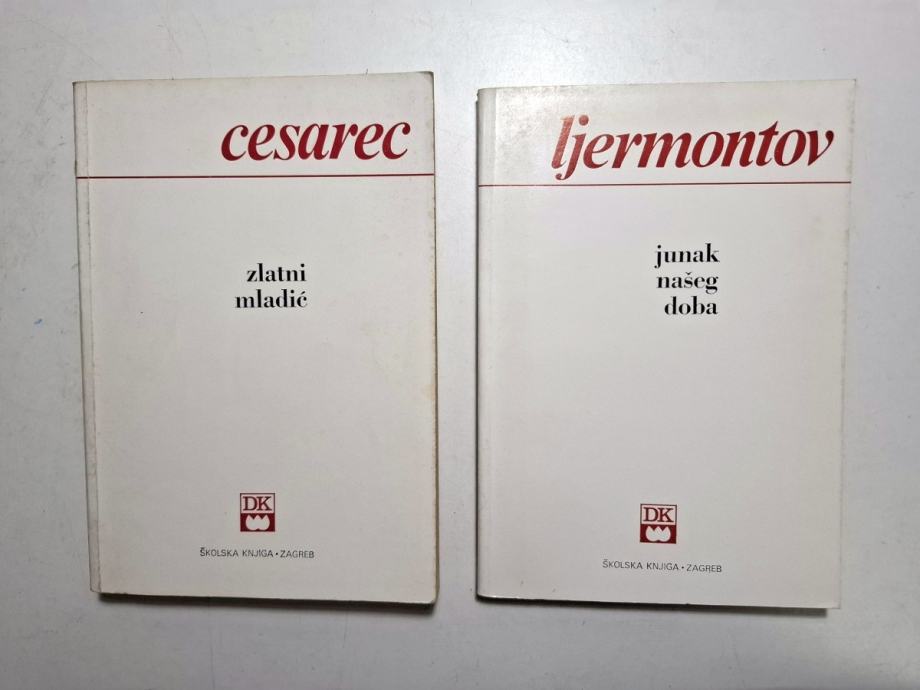 cesarec
zlatni
mladić
DK
ŠKOLSKA KNJIGA • ZAGREB
ljermontov
junak
našeg
doba
DK
ŠKOLSKA KNJIGA • ZAGREB